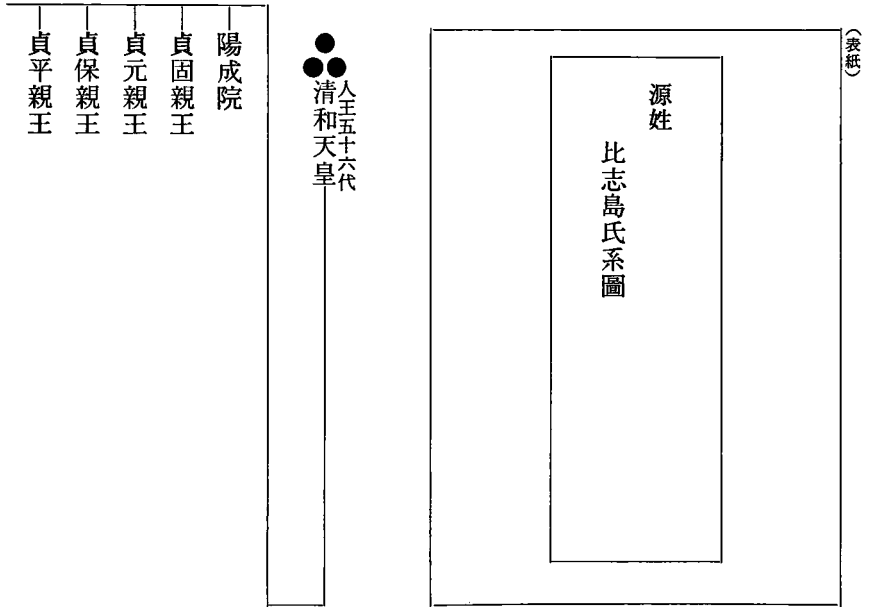 (表紙)
源姓
比志島氏系圖
人王五十六代
清和天皇
陽成院
貞固親王
貞元親王
貞保親王
貞平親王